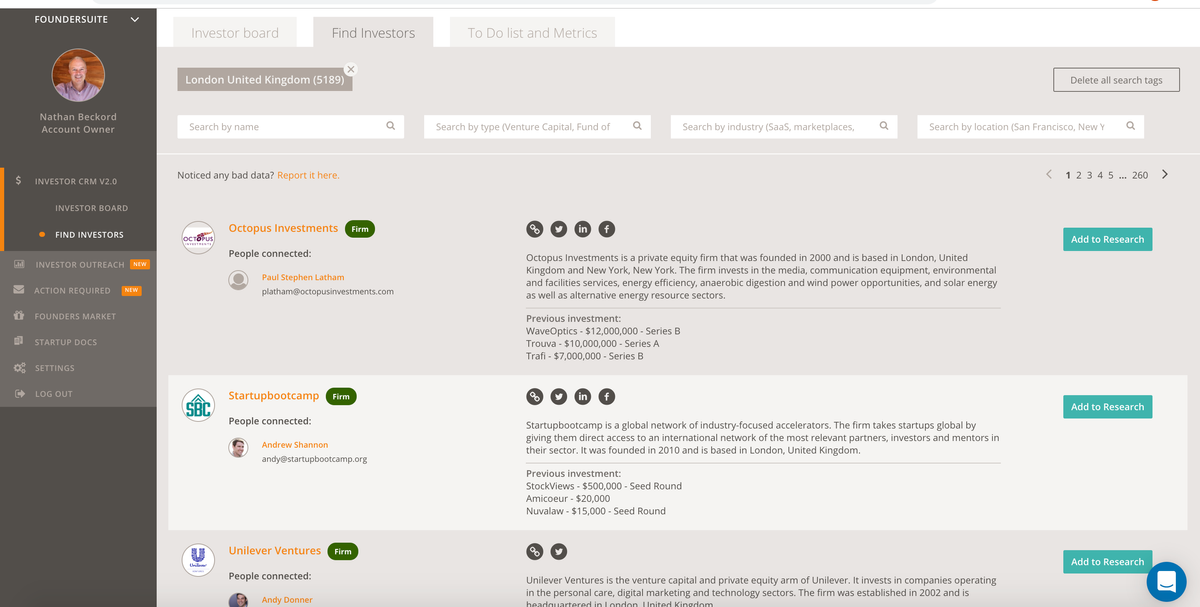 FOUNDERSUITE
Nathan Beckord
Account Owner
$ INVESTOR CRM V2.0
INVESTOR BOARD
FIND INVESTORS
INVESTOR OUTREACH NEW
ACTION REQUIRED NEW
FOUNDERS MARKET
STARTUP DOCS
SETTINGS
LOG OUT
Investor board
Find Investors
To Do list and Metrics
London United Kingdom (5189)
Delete all search tags
Search by name
Search by type (Venture Capital, Fund of
Search by industry (SaaS, marketplaces,
Search by location (San Francisco, New Y
Noticed any bad data? Report it here.
1 2 3 4 5 ... 260
OCTOPUS
INVESTMENTS
Octopus Investments Firm
People connected:
Paul Stephen Latham
platham@octopusinvestments.com
Octopus Investments is a private equity firm that was founded in 2000 and is based in London, United
Kingdom and New York, New York. The firm invests in the media, communication equipment, environmental
and facilities services, energy efficiency, anaerobic digestion and wind power opportunities, and solar energy
as well as alternative energy resource sectors.
Previous investment:
WaveOptics - $12,000,000 - Series B
Trouva - $10,000,000 - Series A
Trafi - $7,000,000 - Series B
Add to Research
SBC
Startupbootcamp Firm
People connected:
Andrew Shannon
andy@startupbootcamp.org
Startupbootcamp is a global network of industry-focused accelerators. The firm takes startups global by
giving them direct access to an international network of the most relevant partners, investors and mentors in
their sector. It was founded in 2010 and is based in London, United Kingdom.
Previous investment:
StockViews - $500,000 - Seed Round
Amicoeur - $20,000
Nuvalaw - $15,000 - Seed Round
Add to Research
Unilever
Unilever Ventures Firm
People connected:
Andy Donner
Unilever Ventures is the venture capital and private equity arm of Unilever. It invests in companies operating
in the personal care, digital marketing and technology sectors. The firm was established in 2002 and is
headquartered in London, United Kingdom.
Add to Research